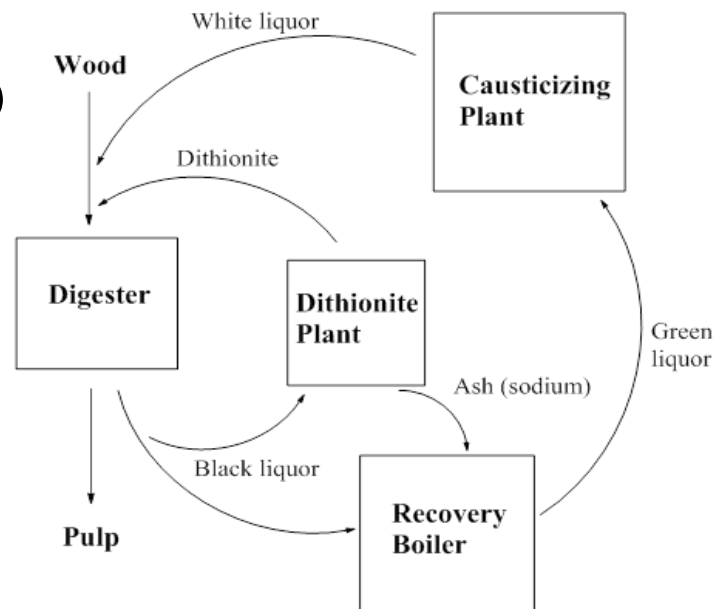 White liquor
Wood
)
Causticizing
Plant
Dithionite
Digester
Dithionite
Plant
Green
liquor
Ash (sodium)
Black liquor
Recovery
Boiler
Pulp